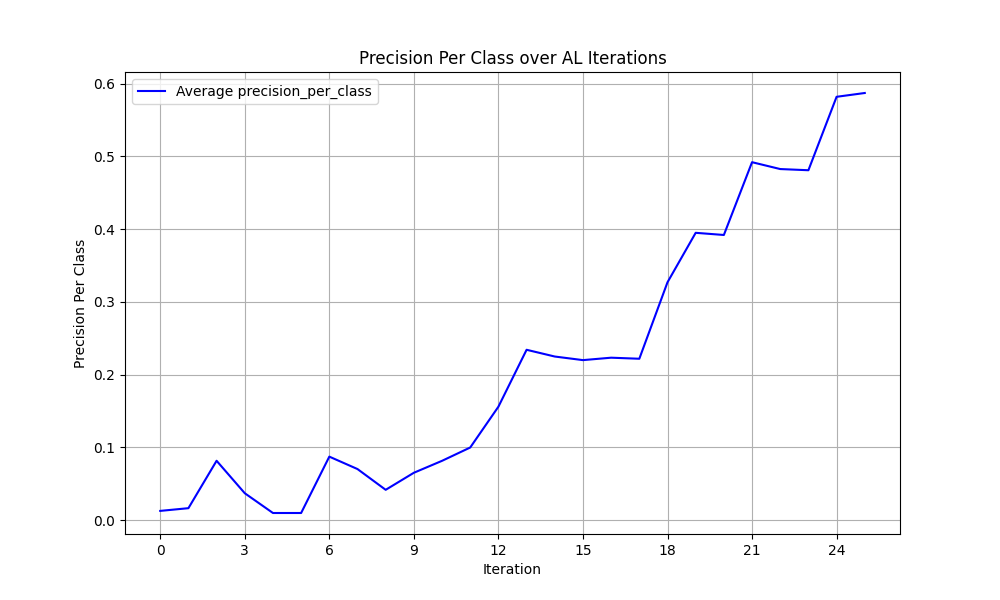 Precision Per Class over AL Iterations
Average precision_per_class
Precision Per Class
0.6
0.5
0.4
0.3
0.2
0.1
0.0
0 3 6 9 12 15 18 21 24
Iteration